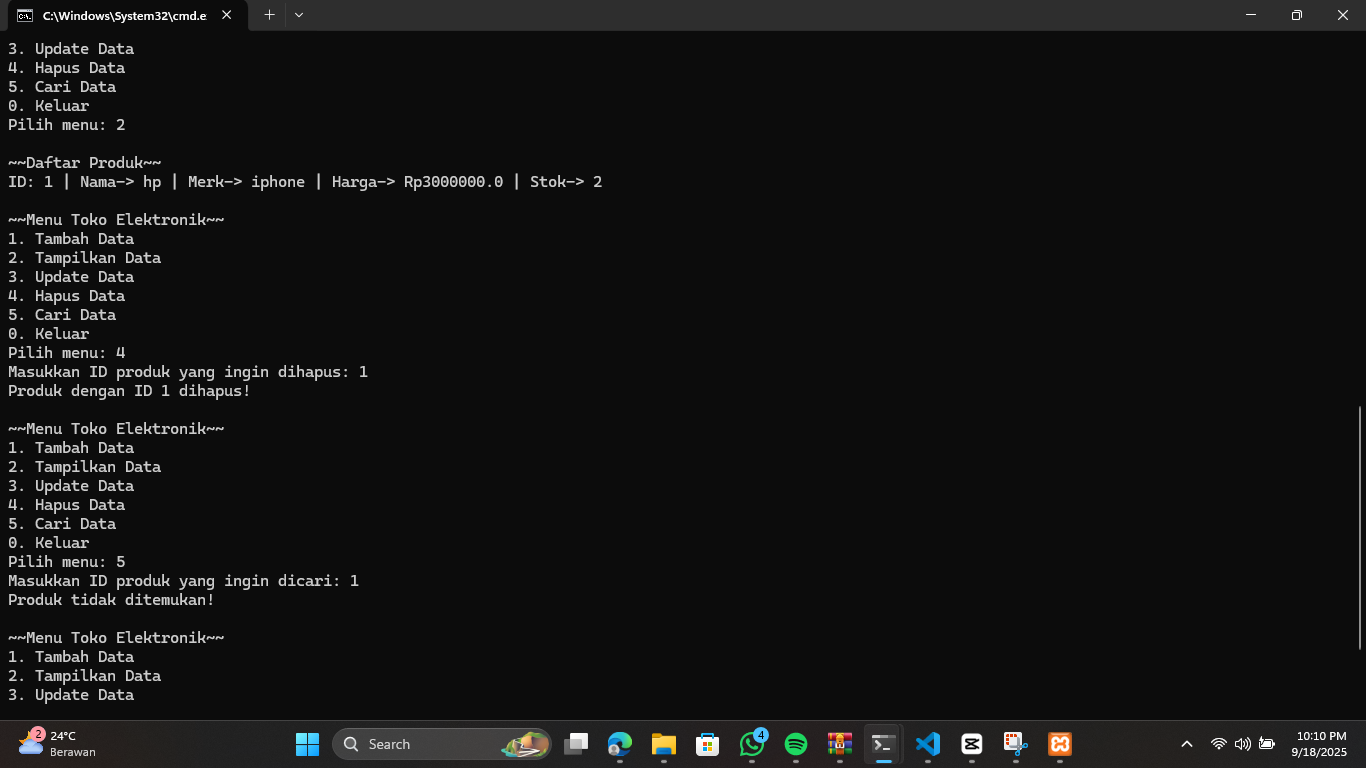 C:\Windows\System32\cmd.e
3. Update Data
4. Hapus Data
5. Cari Data
0. Keluar
Pilih menu: 2
~~Daftar Produk~~
ID: 1 | Nama-> hp | Merk-> iphone | Harga-> Rp3000000.0 | Stok-> 2
~~Menu Toko Elektronik~~
1. Tambah Data
2. Tampilkan Data
3. Update Data
4. Hapus Data
5. Cari Data
0. Keluar
Pilih menu: 4
Masukkan ID produk yang ingin dihapus: 1
Produk dengan ID 1 dihapus!
~~Menu Toko Elektronik~~
1. Tambah Data
2. Tampilkan Data
3. Update Data
4. Hapus Data
5. Cari Data
0. Keluar
Pilih menu: 5
Masukkan ID produk yang ingin dicari: 1
Produk tidak ditemukan!
~~Menu Toko Elektronik~~
1. Tambah Data
2. Tampilkan Data
3. Update Data
2
24°C
Berawan
Search
4
10:10 PM
9/18/2025